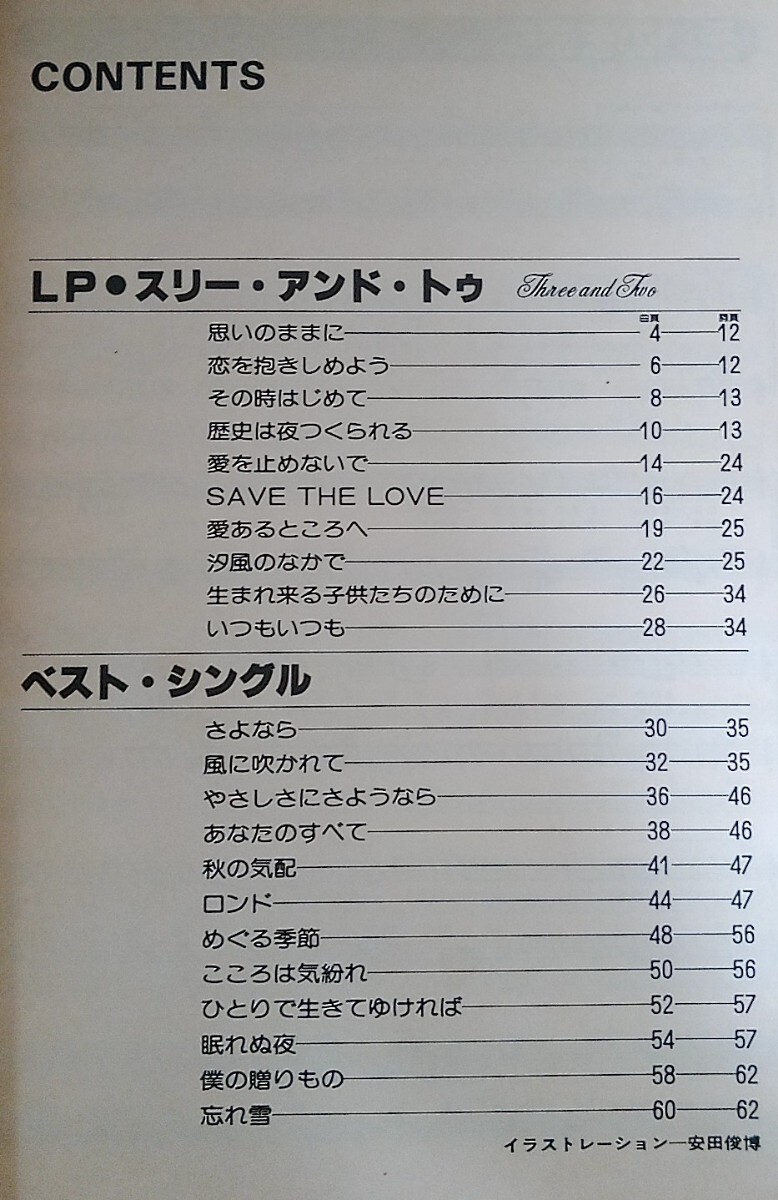 CONTENTS
LP●スリー・アンド・トゥ Three and Two
思いのままに 4 12
恋を抱きしめよう 6 12
その時はじめて 8 13
歴史は夜つくられる 10 13
愛を止めないで 14 24
SAVE THE LOVE 16 24
愛あるところへ 19 25
汐風のなかで 22 25
生まれ来る子供たちのために 26 34
いつもいつも 28 34
ベスト・シングル
さよなら 30 35
風に吹かれて 32 35
やさしさにさようなら 36 46
あなたのすべて 38 46
秋の気配 41 47
ロンド 44 47
めぐる季節 48 56
こころは気紛れ 50 56
ひとりで生きてゆければ 52 57
眠れぬ夜 54 57
僕の贈りもの 58 62
忘れ雪 60 62
イラストレーション―安田俊博